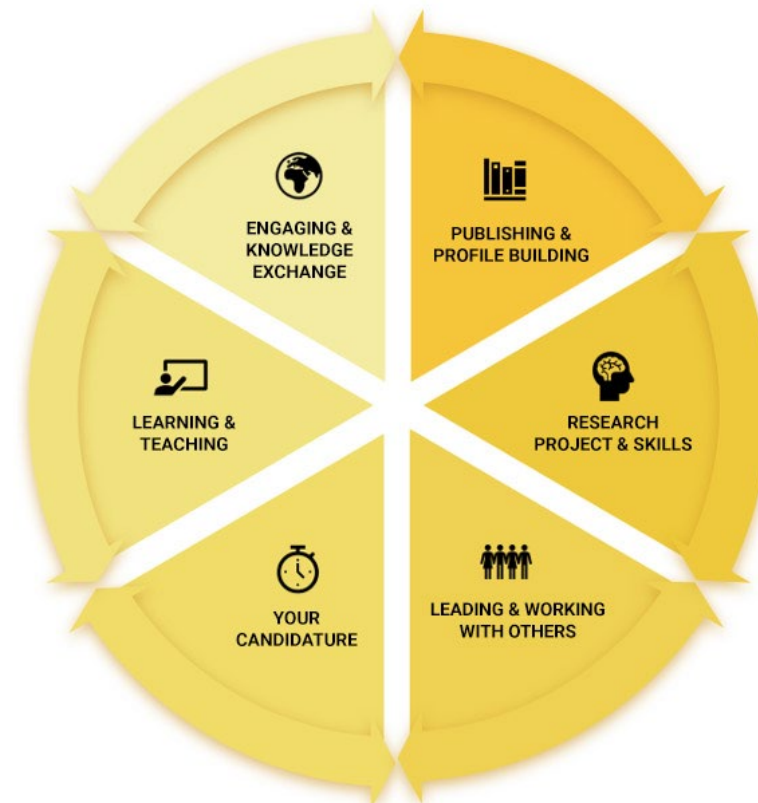 ENGAGING &
KNOWLEDGE
EXCHANGE
PUBLISHING &
PROFILE BUILDING
LEARNING &
TEACHING
RESEARCH
PROJECT & SKILLS
YOUR
CANDIDATURE
LEADING & WORKING
WITH OTHERS